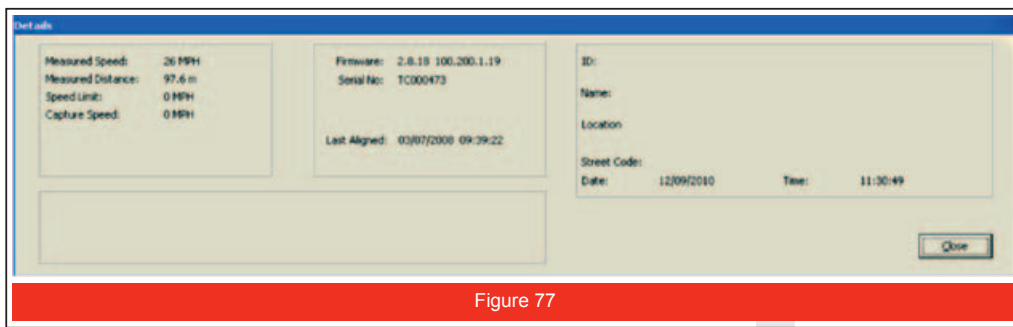 Details
Measured Speed: 26 MPH
Measured Distance: 97.6 m
Speed Limit: 0 MPH
Capture Speed: 0 MPH
Firmware: 2.8.18 100.200.1.19
Serial No: TC000473
Last Aligned: 03/07/2008 09:39:22
ID:
Name:
Location
Street Code:
Date: 12/09/2010 Time: 11:30:49
Close
Figure 77